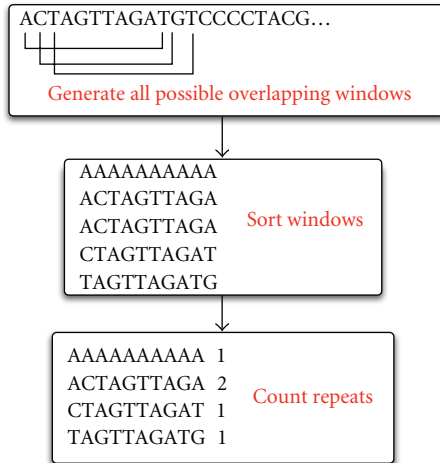 ACTAGTTAGATGTCCCCTACG…
Generate all possible overlapping windows
AAAAAAAAAA
ACTAGTTAGA
ACTAGTTAGA
CTAGTTAGAT
TAGTTAGATG
Sort windows
AAAAAAAAAA 1
ACTAGTTAGA 2
CTAGTTAGAT 1
TAGTTAGATG 1
Count repeats